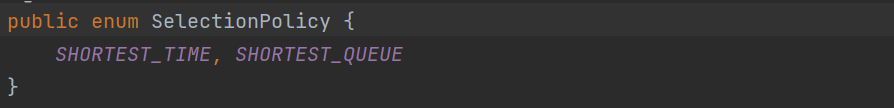 public enum SelectionPolicy {
    SHORTEST_TIME, SHORTEST_QUEUE
}